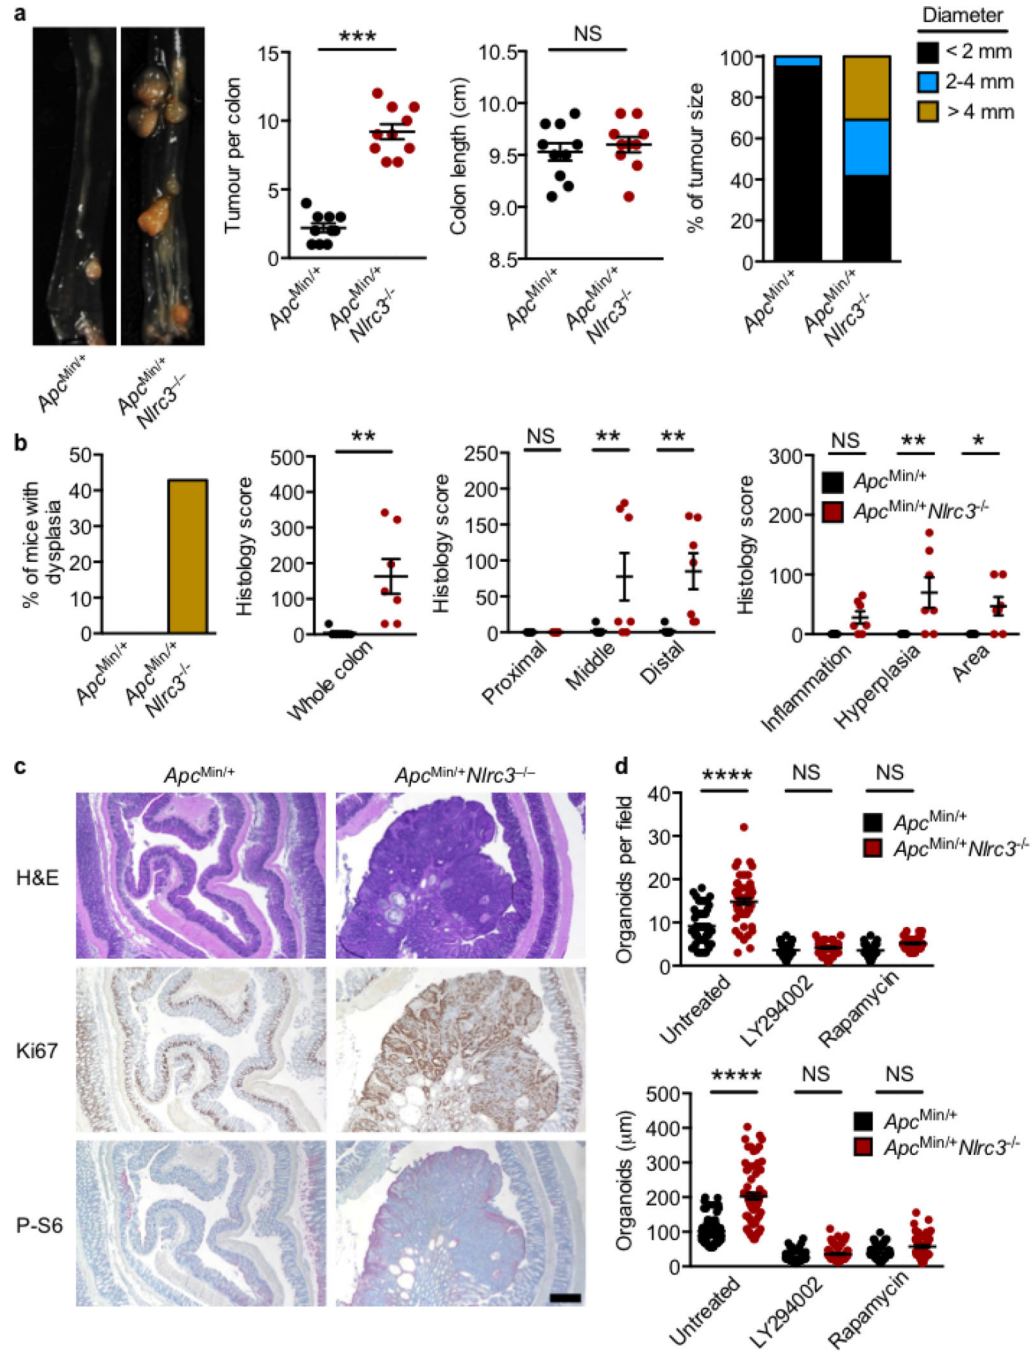 a
Diameter
< 2 mm
2-4 mm
> 4 mm
***
NS
Tumour per colon
15
10
5
0
Colon length (cm)
10.5
10.0
9.5
9.0
8.5
% of tumour size
100
80
60
40
20
0
ApcMin/+
ApcMin/+
Nlrc3–/–
ApcMin/+
ApcMin/+
Nlrc3-/-
ApcMin/+
ApcMin/+
Nlrc3-/-
ApcMin/+
ApcMin/+
Nlrc3-/-
b
% of mice with
dysplasia
50
40
30
20
10
0
ApcMin/+
ApcMin/+
Nlrc3-/-
**
Histology score
500
400
300
200
100
0
Whole colon
NS
**
**
Histology score
250
200
150
100
50
0
Proximal
Middle
Distal
NS
**
*
ApcMin/+
ApcMin/+Nlrc3-/-
Histology score
300
200
100
0
Inflammation
Hyperplasia
Area
c
ApcMin/+
ApcMin/+Nlrc3–/–
H&E
Ki67
P-S6
d
****
NS
NS
ApcMin/+
ApcMin/+Nlrc3-/-
Organoids per field
40
30
20
10
0
Untreated
LY294002
Rapamycin
****
NS
NS
ApcMin/+
ApcMin/+Nlrc3-/-
Organoids (μm)
500
400
300
200
100
0
Untreated
LY294002
Rapamycin